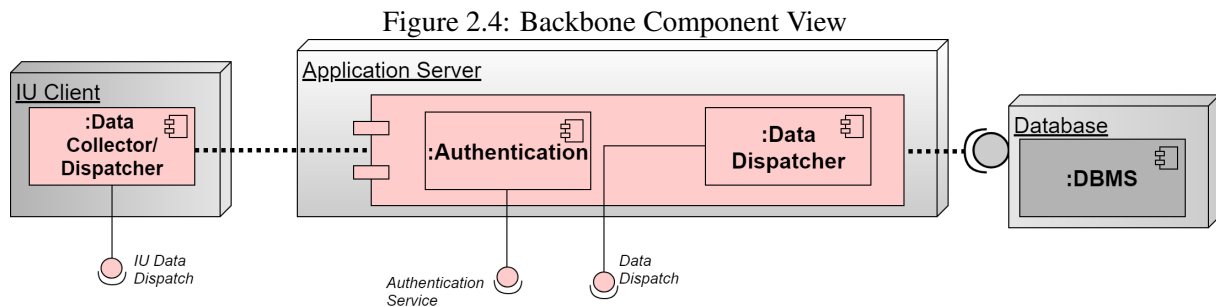 Figure 2.4: Backbone Component View
IU Client
:Data
Collector/
Dispatcher
IU Data
Dispatch
Application Server
:Authentication
:Data
Dispatcher
Authentication
Service
Data
Dispatch
Database
:DBMS